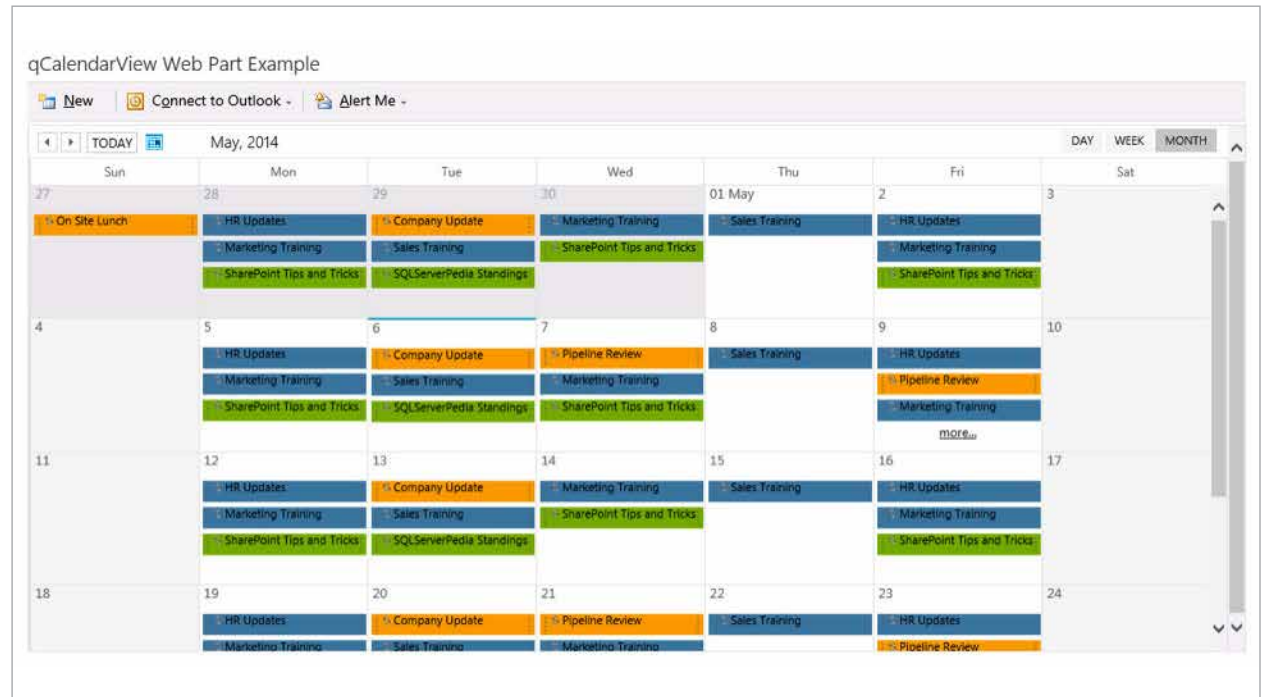 qCalendarView Web Part Example
New Connect to Outlook Alert Me
TODAY May, 2014 DAY WEEK MONTH
Sun Mon Tue Wed Thu Fri Sat
27 28 29 30 01 May 2 3
On Site Lunch HR Updates Company Update Marketing Training Sales Training HR Updates
Marketing Training Sales Training SharePoint Tips and Tricks Marketing Training
SharePoint Tips and Tricks SQLServerPedia Standings SharePoint Tips and Tricks
4 5 6 7 8 9 10
HR Updates Company Update Pipeline Review Sales Training HR Updates
Marketing Training Sales Training Marketing Training Pipeline Review
SharePoint Tips and Tricks SQLServerPedia Standings SharePoint Tips and Tricks Marketing Training
more...
11 12 13 14 15 16 17
HR Updates Company Update Marketing Training Sales Training HR Updates
Marketing Training Sales Training SharePoint Tips and Tricks Marketing Training
SharePoint Tips and Tricks SQLServerPedia Standings SharePoint Tips and Tricks
18 19 20 21 22 23 24
HR Updates Company Update Pipeline Review Sales Training HR Updates
Marketing Training Sales Training Marketing Training Pipeline Review